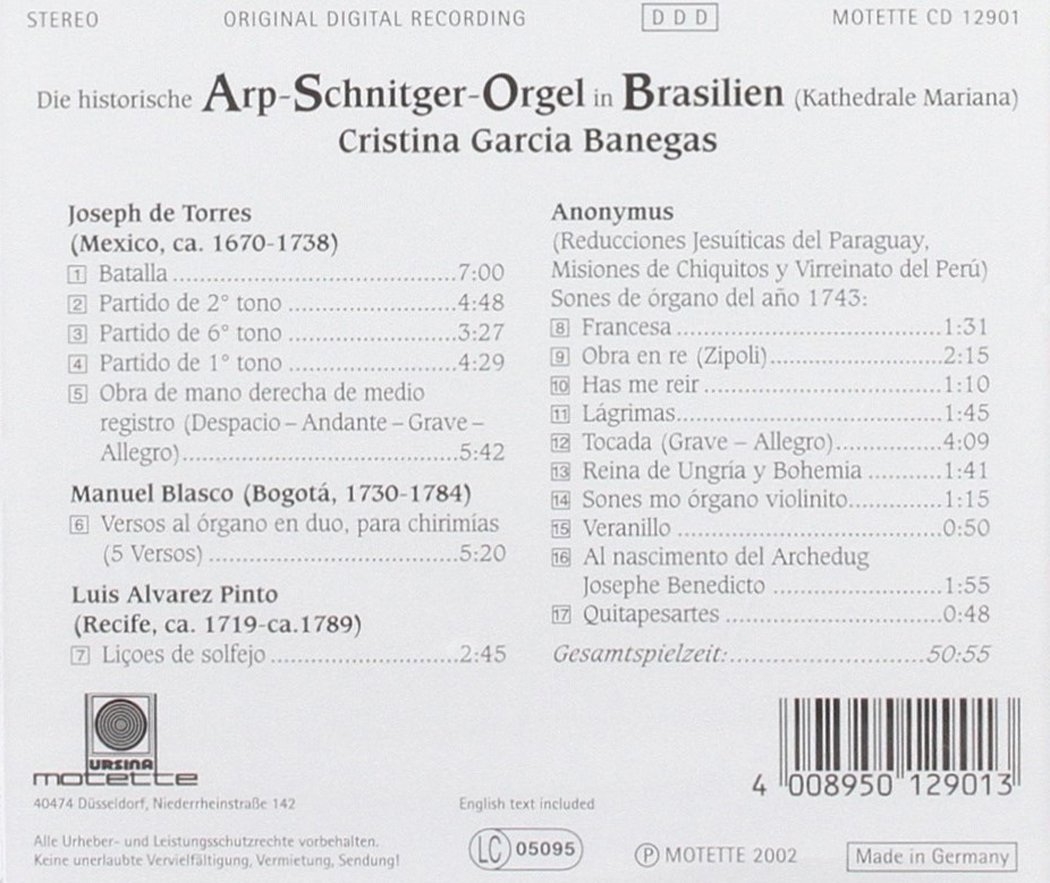 STEREO ORIGINAL DIGITAL RECORDING DDD MOTETTE CD 12901
Die historische Arp-Schnitger-Orgel in Brasilien (Kathedrale Mariana)
Cristina Garcia Banegas
Joseph de Torres
(Mexico, ca. 1670-1738)
1 Batalla ........ 7:00
2 Partido de 2° tono ........ 4:48
3 Partido de 6° tono ........ 3:27
4 Partido de 1° tono ........ 4:29
5 Obra de mano derecha de medio
registro (Despacio – Andante – Grave –
Allegro) ........ 5:42
Manuel Blasco (Bogotá, 1730-1784)
6 Versos al órgano en duo, para chirimías
(5 Versos) ........ 5:20
Luis Alvarez Pinto
(Recife, ca. 1719-ca.1789)
7 Liçoes de solfejo ........ 2:45
Anonymus
(Reducciones Jesuíticas del Paraguay,
Misiones de Chiquitos y Virreinato del Perú)
Sones de órgano del año 1743:
8 Francesa ........ 1:31
9 Obra en re (Zipoli) ........ 2:15
10 Has me reir ........ 1:10
11 Lágrimas ........ 1:45
12 Tocada (Grave – Allegro) ........ 4:09
13 Reina de Ungría y Bohemia ........ 1:41
14 Sones mo órgano violinito ........ 1:15
15 Veranillo ........ 0:50
16 Al nascimento del Archedug
Josephe Benedicto ........ 1:55
17 Quitapesartes ........ 0:48
Gesamtspielzeit: ........ 50:55
URSINA
motette
40474 Düsseldorf, Niederrheinstraße 142
Alle Urheber- und Leistungsschutzrechte vorbehalten.
Keine unerlaubte Vervielfältigung, Vermietung, Sendung!
English text included
LC 05095
4 008950 129013
Ⓟ MOTETTE 2002
Made in Germany